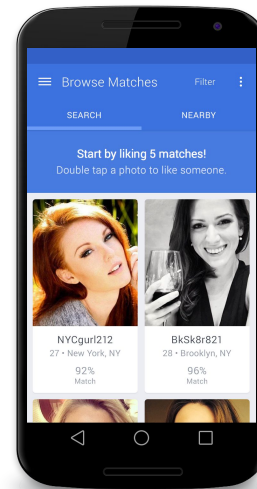 Browse Matches Filter
SEARCH NEARBY
Start by liking 5 matches!
Double tap a photo to like someone.
NYCgurl212 BkSk8r821
27 • New York, NY 28 • Brooklyn, NY
92% 96%
Match Match